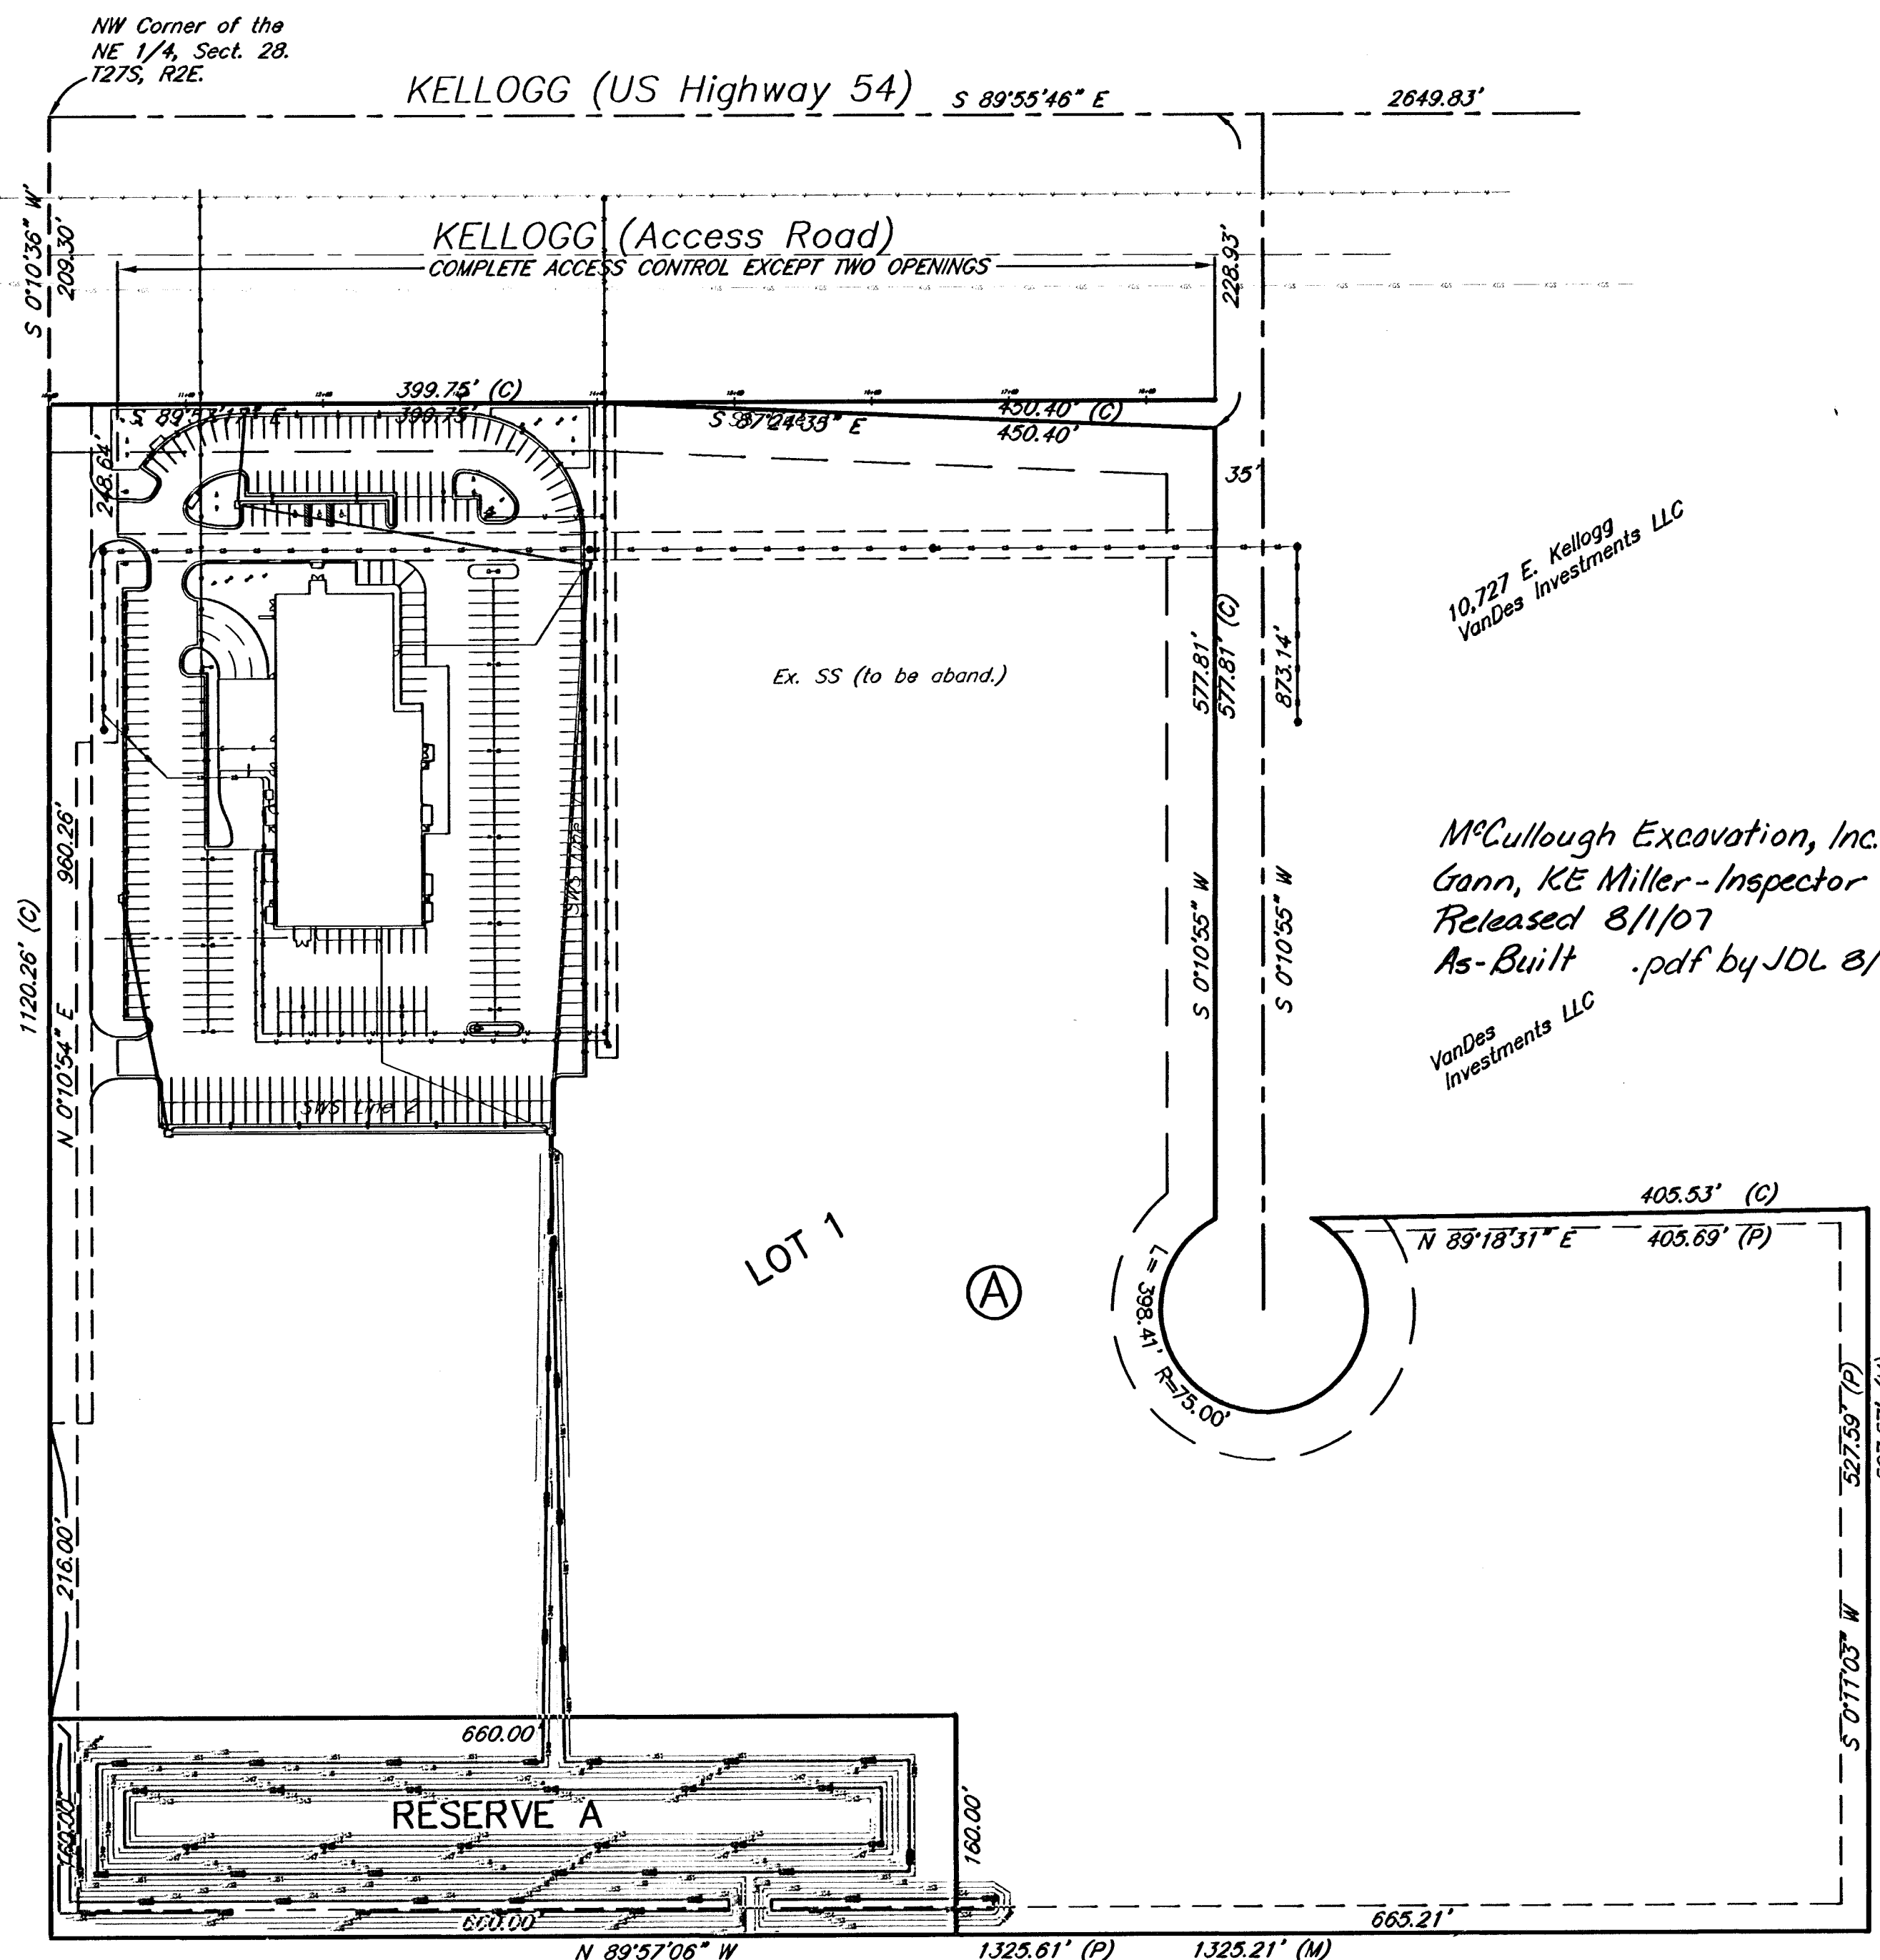 NW Corner of the
NE 1/4, Sect. 28.
T27S, R2E.
KELLOGG (US Highway 54)
S 89°55'46" E
2649.83'
S 0°10'36" W
209.30'
KELLOGG (Access Road)
COMPLETE ACCESS CONTROL EXCEPT TWO OPENINGS
228.93'
399.75' (C)
399.75'
450.40' (C)
S 87°24'35" E
450.40'
248.64'
35'
10,727 E. Kellogg
VanDes Investments LLC
Ex. SS (to be aband.)
577.81'
577.81' (C)
873.14'
McCullough Excavation, Inc.
Gann, KE Miller-Inspector
Released 8/1/07
As-Built .pdf by JDL 8/
960.26'
1120.26' (C)
N 0°10'54" E
S 0°10'55" W
S 0°10'55" W
VanDes
Investments LLC
SWS Line 2
405.53' (C)
N 89°18'31" E
405.69' (P)
LOT 1
A
L= 398.41'
R=75.00'
527.59' (P)
216.00'
S 0°11'03" W
660.00'
RESERVE A
160.00'
160.00'
660.00'
665.21'
N 89°57'06" W
1325.61' (P)
1325.21' (M)